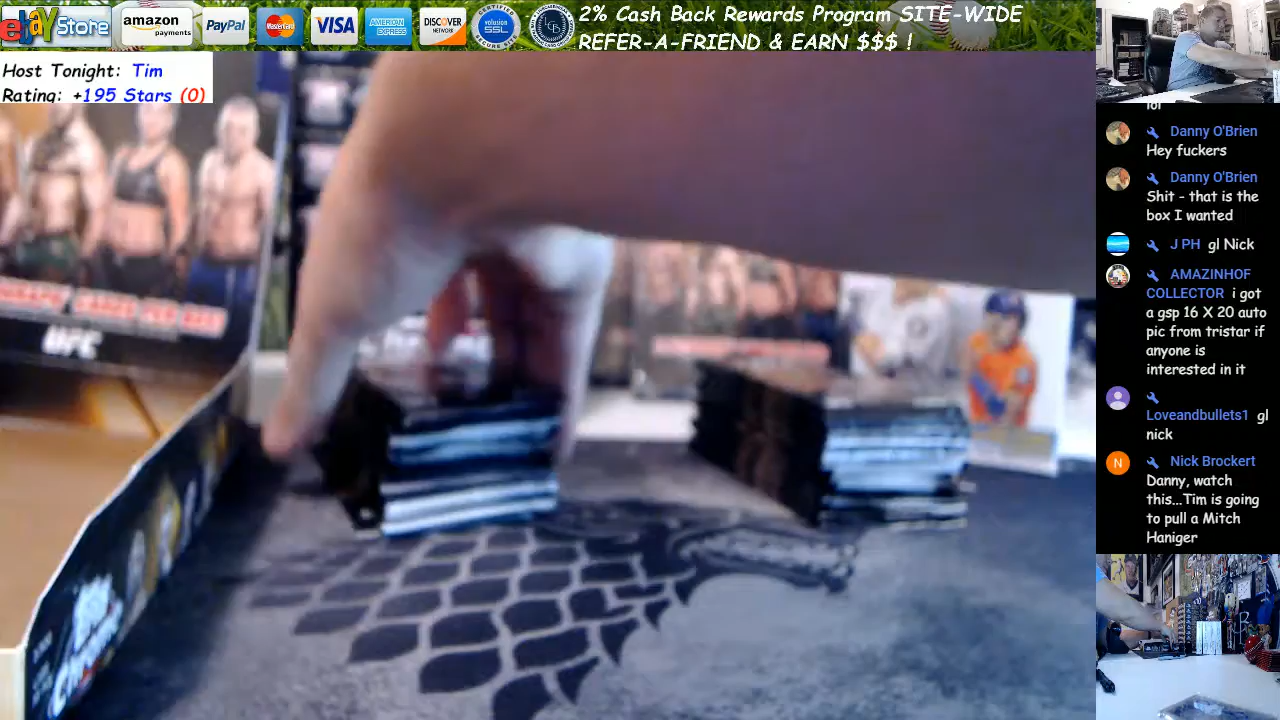 ebay Store
amazon
payments
PayPal
MasterCard
VISA
AMERICAN
EXPRESS
DISCOVER
NETWORK
volusion
SSL
2% Cash Back Rewards Program SITE-WIDE
REFER-A-FRIEND & EARN $$$ !
Host Tonight: Tim
Rating: +195 Stars (0)
UFC
lol
Danny O'Brien
Hey fuckers
Danny O'Brien
Shit - that is the
box I wanted
J PH gl Nick
AMAZINHOF
COLLECTOR i got
a gsp 16 X 20 auto
pic from tristar if
anyone is
interested in it
Loveandbullets1 gl
nick
N Nick Brockert
Danny, watch
this...Tim is going
to pull a Mitch
Haniger